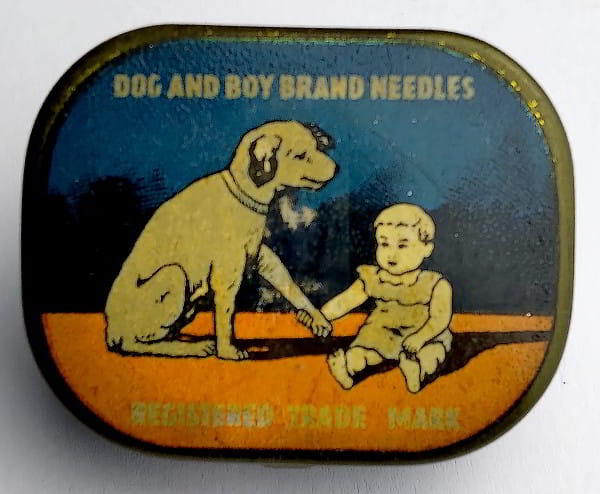 DOG AND BOY BRAND NEEDLES
REGISTERED TRADE MARK